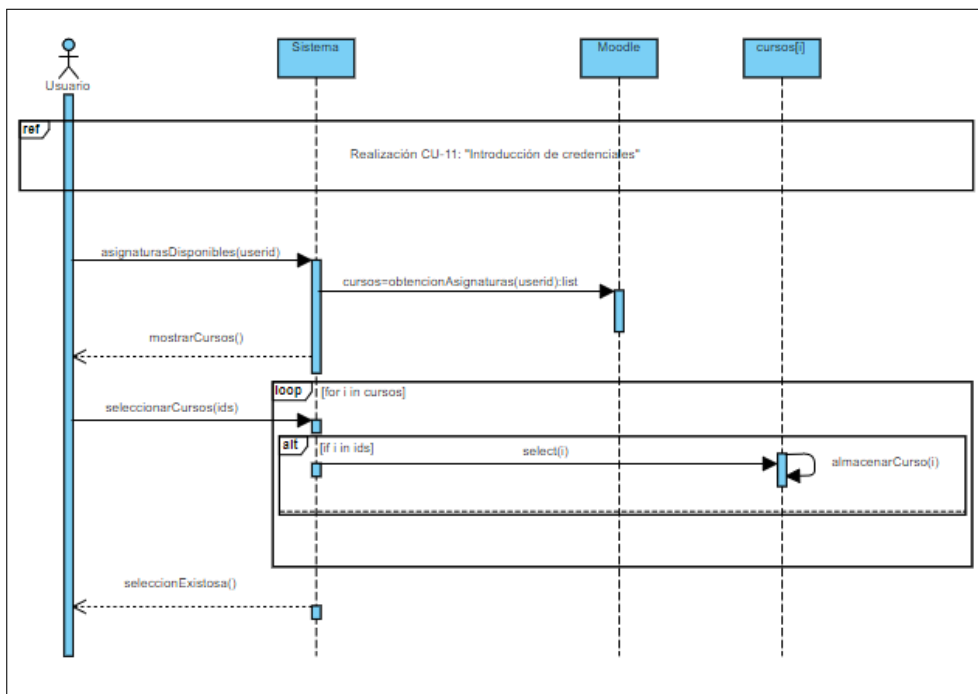 Sistema
Moodle
cursos[i]
Usuario
ref
Realización CU-11: "Introducción de credenciales"
asignaturasDisponibles(userid)
cursos=obtencionAsignaturas(userid):list
mostrarCursos()
loop
[for i in cursos]
seleccionarCursos(ids)
alt
[if i in ids]
select(i)
almacenarCurso(i)
seleccionExistosa()